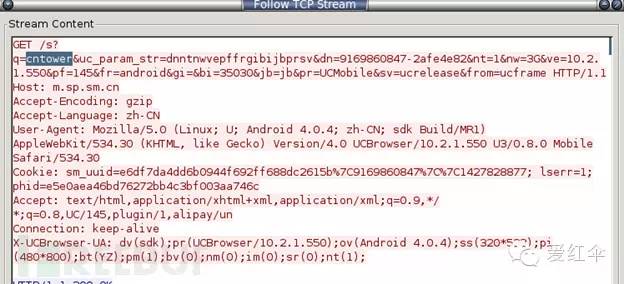 Follow TCP Stream
Stream Content
GET /s?
q=cntower&uc_param_str=dnntnwvepffrgibijbprsv&dn=9169860847-2afe4e82&nt=1&nw=3G&ve=10.2.
1.550&pf=145&fr=android&gi=&bi=35030&jb=jb&pr=UCMobile&sv=ucrelease&from=ucframe HTTP/1.1
Host: m.sp.sm.cn
Accept-Encoding: gzip
Accept-Language: zh-CN
User-Agent: Mozilla/5.0 (Linux; U; Android 4.0.4; zh-CN; sdk Build/MR1)
AppleWebKit/534.30 (KHTML, like Gecko) Version/4.0 UCBrowser/10.2.1.550 U3/0.8.0 Mobile
Safari/534.30
Cookie: sm_uuid=e6df7da4dd6b0944f692ff688dc2615b%7C9169860847%7C%7C1427828877; lserr=1;
phid=e5e0aea46bd76272bb4c3bf003aa746c
Accept: text/html,application/xhtml+xml,application/xml;q=0.9,*/
*;q=0.8,UC/145,plugin/1,alipay/un
Connection: keep-alive
X-UCBrowser-UA: dv(sdk);pr(UCBrowser/10.2.1.550);ov(Android 4.0.4);ss(320*533);pi
(480*800);bt(YZ);pm(1);bv(0);nm(0);im(0);sr(0);nt(1);
爱红伞